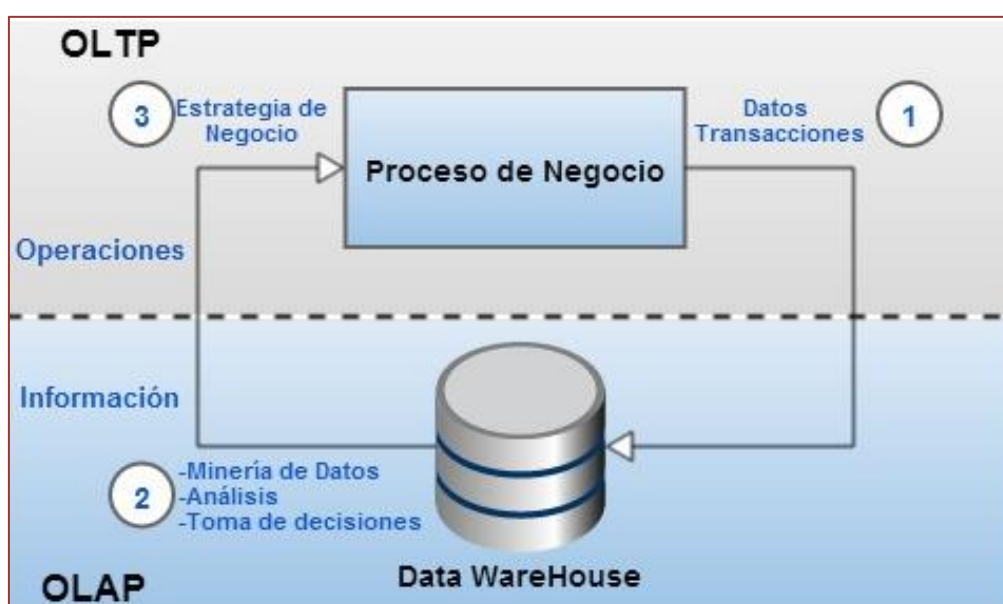 OLTP
3
Estrategia de
Negocio
Proceso de Negocio
Datos
Transacciones
1
Operaciones
Información
2
-Minería de Datos
-Análisis
-Toma de decisiones
Data WareHouse
OLAP